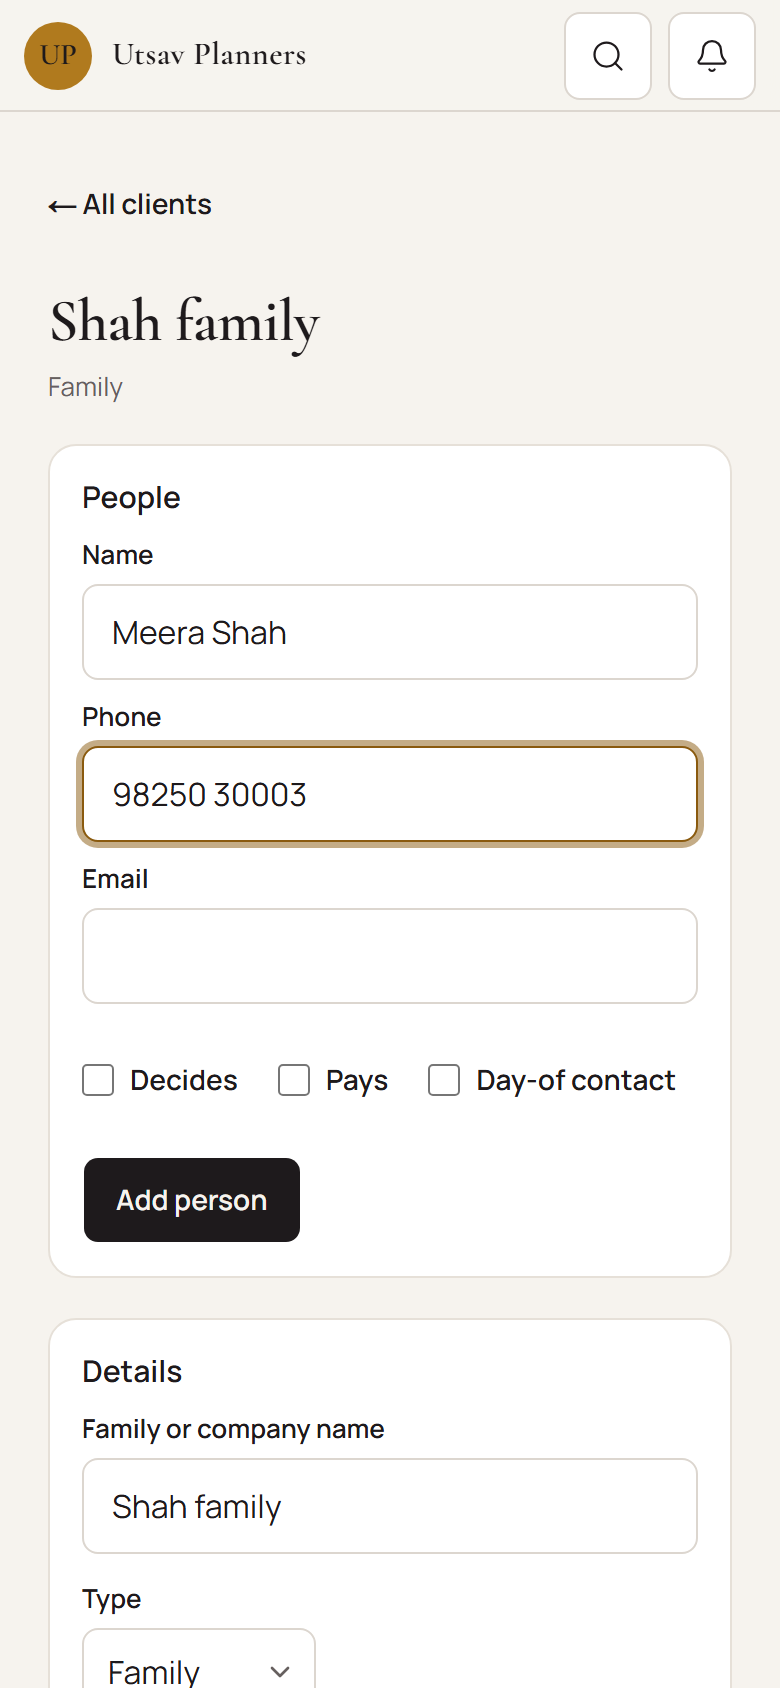 UP Utsav Planners
← All clients
Shah family
Family
People
Name
Meera Shah
Phone
98250 30003
Email
Decides Pays Day-of contact
Add person
Details
Family or company name
Shah family
Type
Family